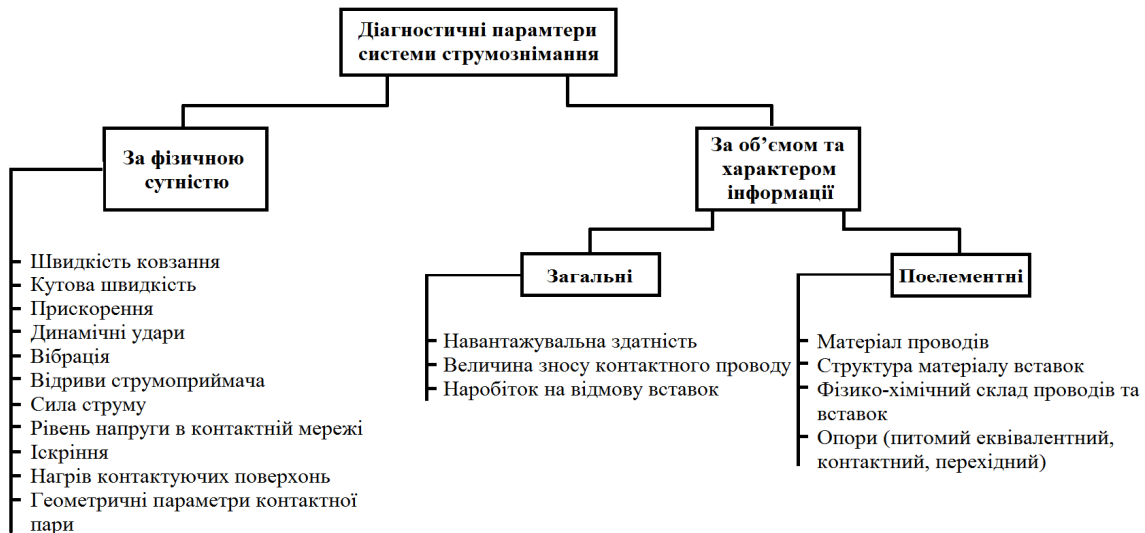 Діагностичні парамтери
системи струмознімання
За фізичною
сутністю
За об’ємом та
характером
інформації
Швидкість ковзання
Кутова швидкість
Прискорення
Динамічні удари
Вібрація
Відриви струмоприймача
Сила струму
Рівень напруги в контактній мережі
Іскріння
Нагрів контактуючих поверхонь
Геометричні параметри контактної
пари
Загальні
Навантажувальна здатність
Величина зносу контактного проводу
Наробіток на відмову вставок
Поелементні
Матеріал проводів
Структура матеріалу вставок
Фізико-хімічний склад проводів та
вставок
Опори (питомий еквівалентний,
контактний, перехідний)